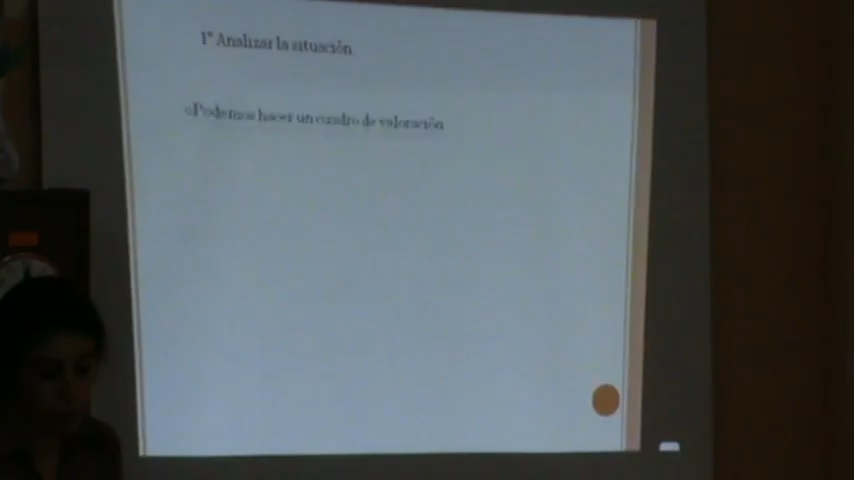 1º Analizar la situación
Podemos hacer un cuadro de valoración